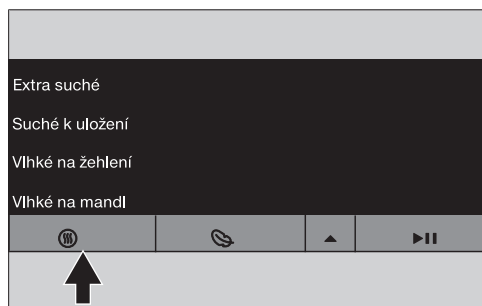 Extra suché
Suché k uložení
Vlhké na žehlení
Vlhké na mandl